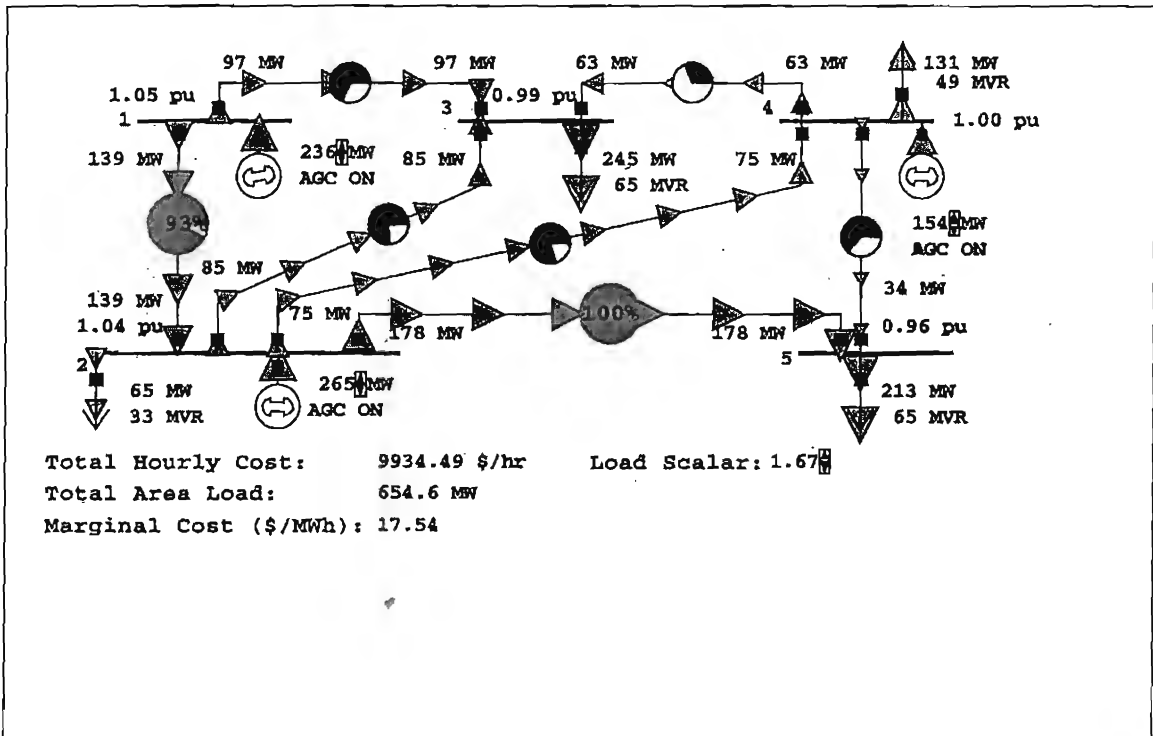 97 MW
97 MW
63 MW
63 MW
131 MW
49 MVR
1.05 pu
3
0.99 pu
4
1
1.00 pu
139 MW
236 MW
AGC ON
85 MW
245 MW
65 MVR
75 MW
93%
154 MW
AGC ON
85 MW
139 MW
34 MW
1.04 pu
75 MW
178 MW
100%
178 MW
0.96 pu
2
5
65 MW
33 MVR
265 MW
AGC ON
213 MW
65 MVR
Total Hourly Cost: 9934.49 $/hr Load Scalar: 1.67
Total Area Load: 654.6 MW
Marginal Cost ($/MWh): 17.54